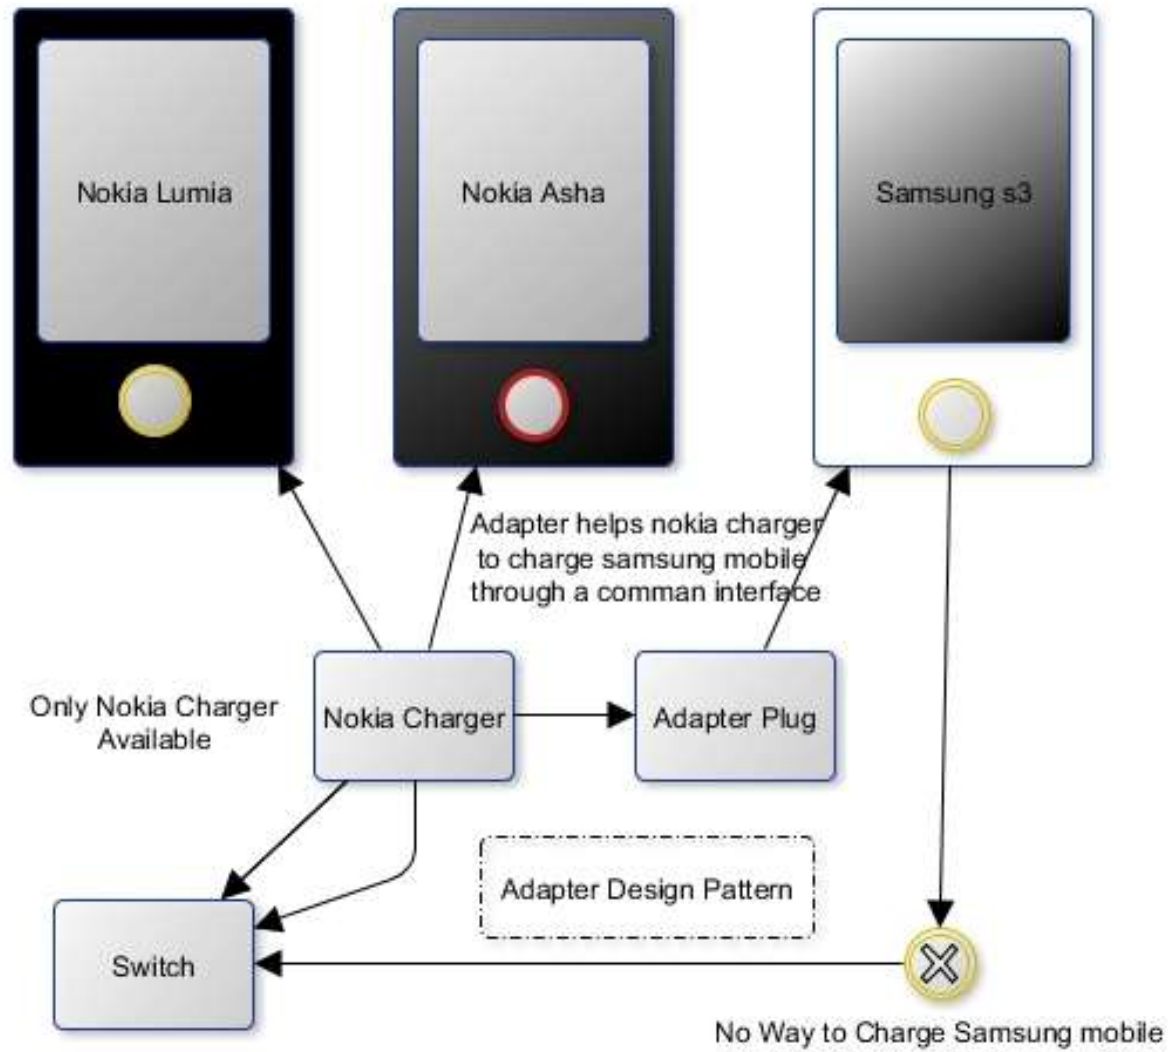 Nokia Lumia
Nokia Asha
Samsung s3
Adapter helps nokia charger
to charge samsung mobile
through a comman interface
Only Nokia Charger
Available
Nokia Charger
Adapter Plug
Adapter Design Pattern
Switch
No Way to Charge Samsung mobile